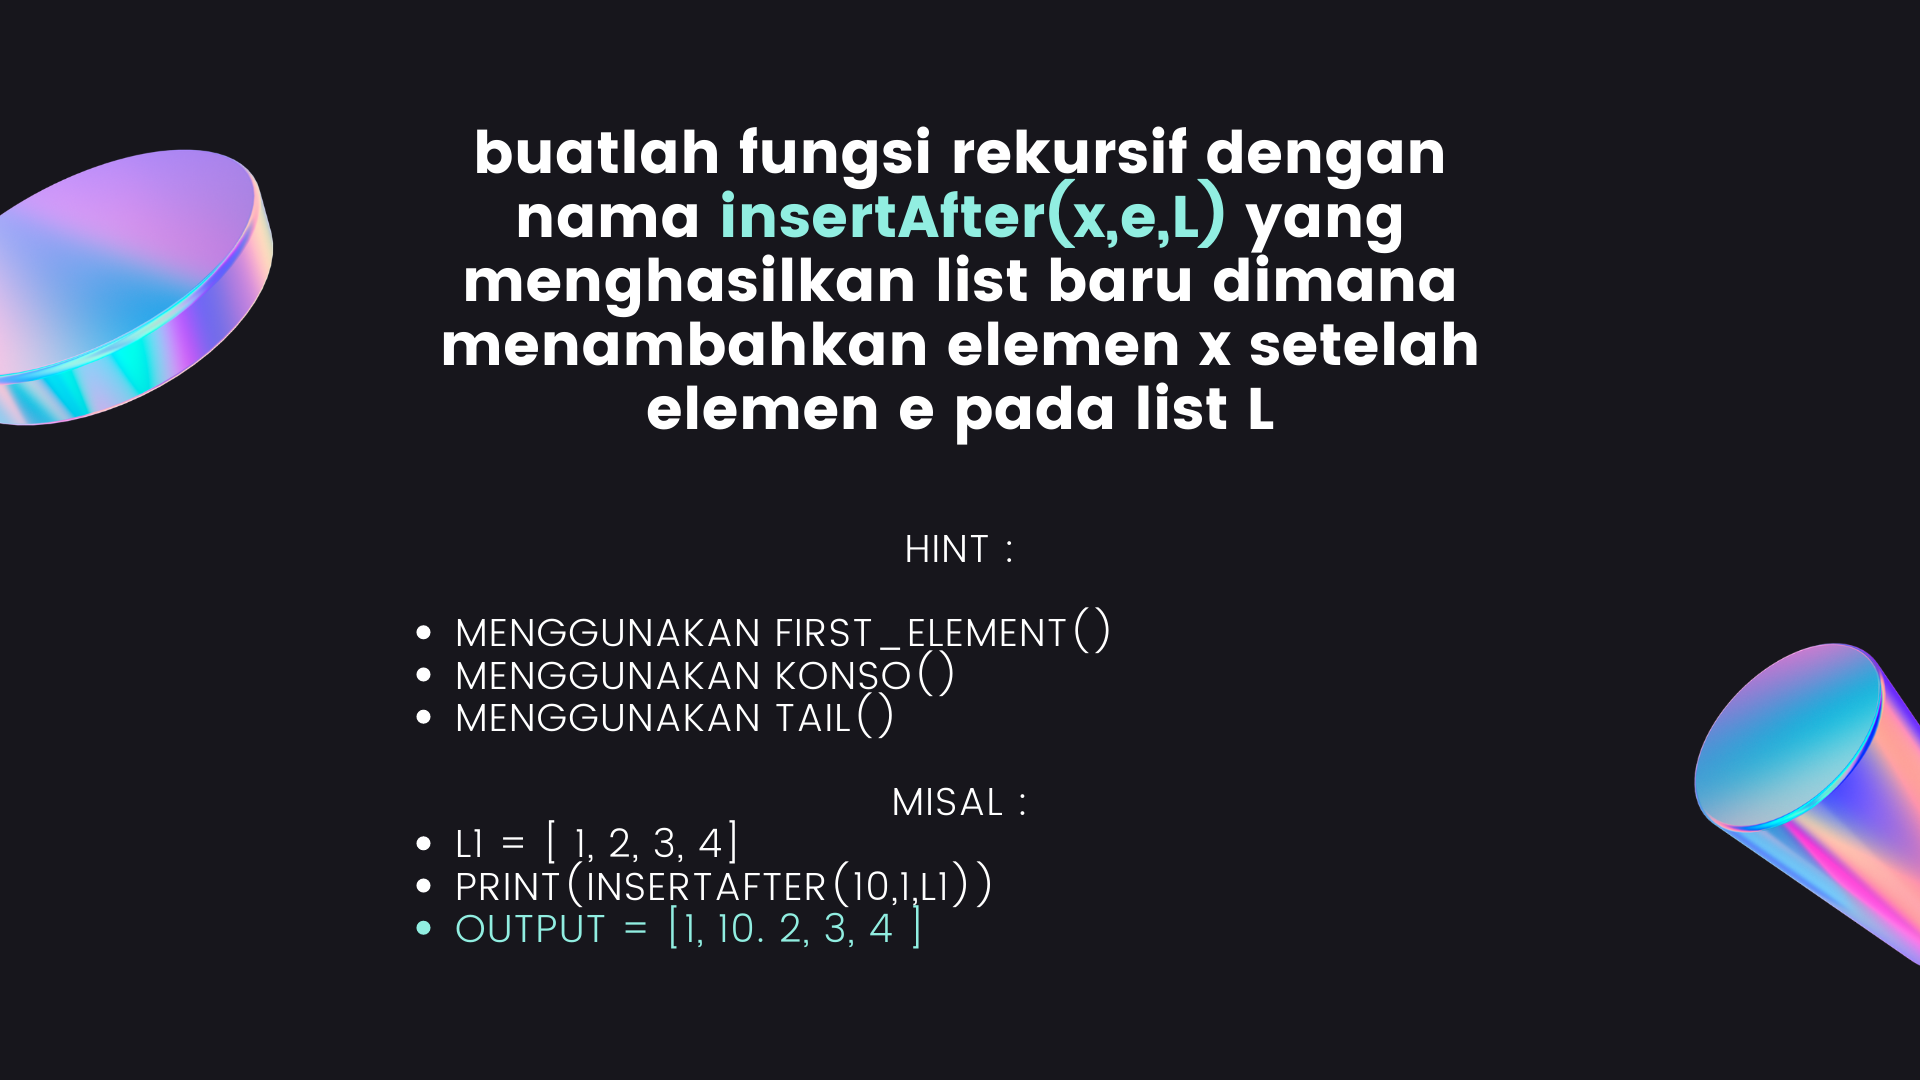 buatlah fungsi rekursif dengan
nama insertAfter(x,e,L) yang
menghasilkan list baru dimana
menambahkan elemen x setelah
elemen e pada list L
HINT :
• MENGGUNAKAN FIRST_ELEMENT()
• MENGGUNAKAN KONSO()
• MENGGUNAKAN TAIL()
MISAL :
• L1 = [ 1, 2, 3, 4]
• PRINT(INSERTAFTER(10,1,L1))
• OUTPUT = [1, 10. 2, 3, 4 ]